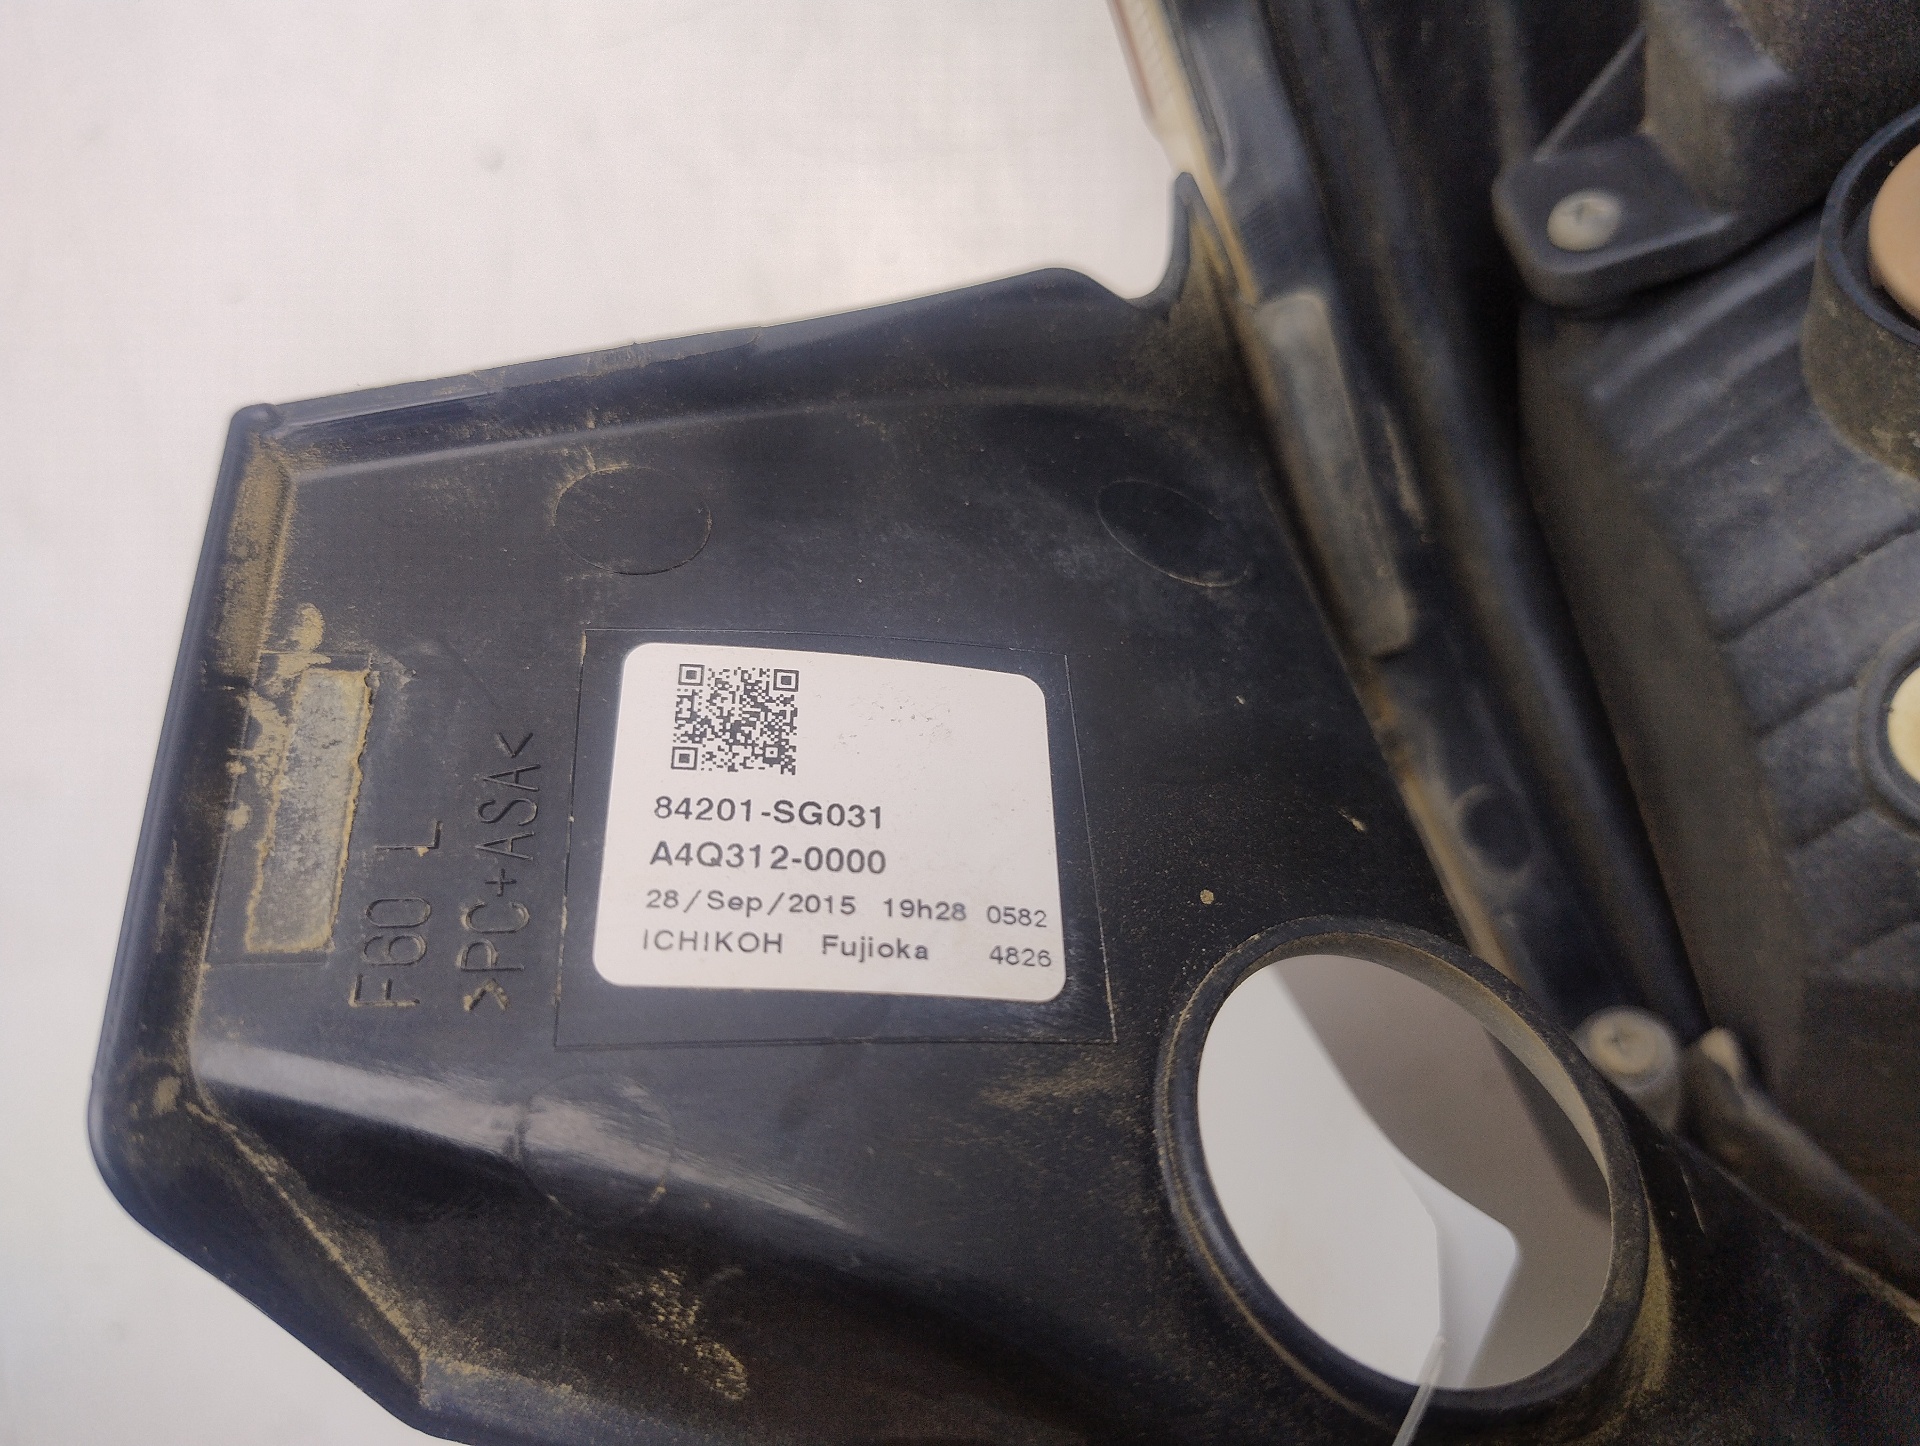 84201-SG031
A4Q312-0000
28/Sep/2015 19h28 0582
ICHIKOH Fujioka 4826
F60 L
>PC+ASA<